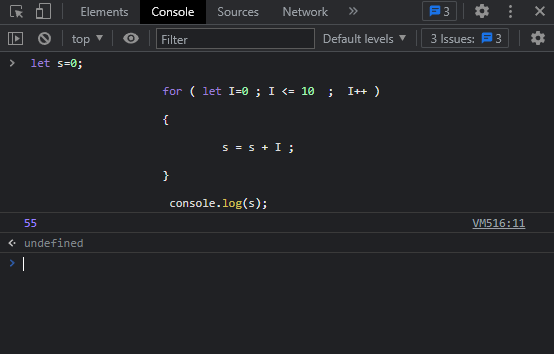 Elements Console Sources Network » 3
top Filter Default levels 3 Issues: 3
> let s=0;
for ( let I=0 ; I <= 10 ; I++ )
{
s = s + I ;
}
console.log(s);
55 VM516:11
undefined
>